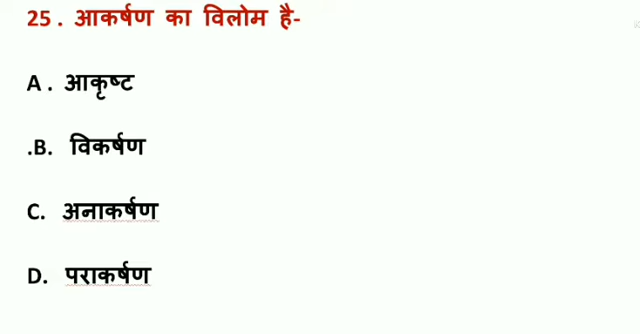 25 . आकर्षण का विलोम है-
A . आकृष्ट
.B. विकर्षण
C. अनाकर्षण
D. पराकर्षण